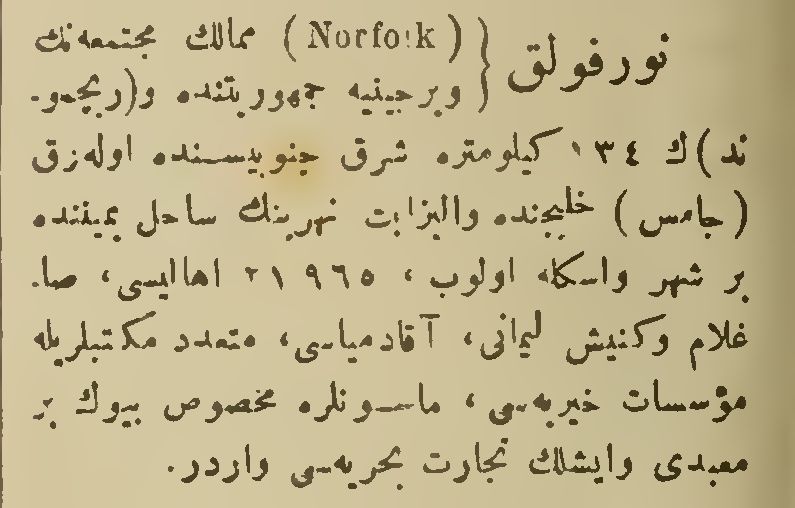 نورفولق { (Norfolk) ممالك مجتمعه‌نك
ویرجینیه جمهوریتنده و(ریچمو-
ند)ك ١٣٤ كیلومتره شرق جنوبیسنده اوله‌رق
(جامس) خلیجنده والیزابت نهرینك ساحل یمیننده
بر شهر واسكله اولوب، ٢١٩٦٥ اهالیسی، صا-
غلام وكنیش لیمانی، آقادمیاسی، متعدد مكتبلریله
مؤسسات خیریه‌سی، ماسونلره مخصوص بیوك بر
معبدی وایشلك تجارت بحریه‌سی واردر.